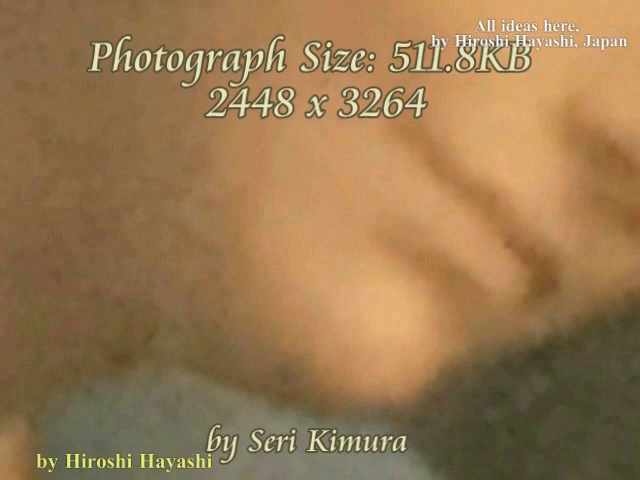 All ideas here,
by Hiroshi Hayashi, Japan
Photograph Size: 511.8KB
2448 x 3264
by Seri Kimura
by Hiroshi Hayashi